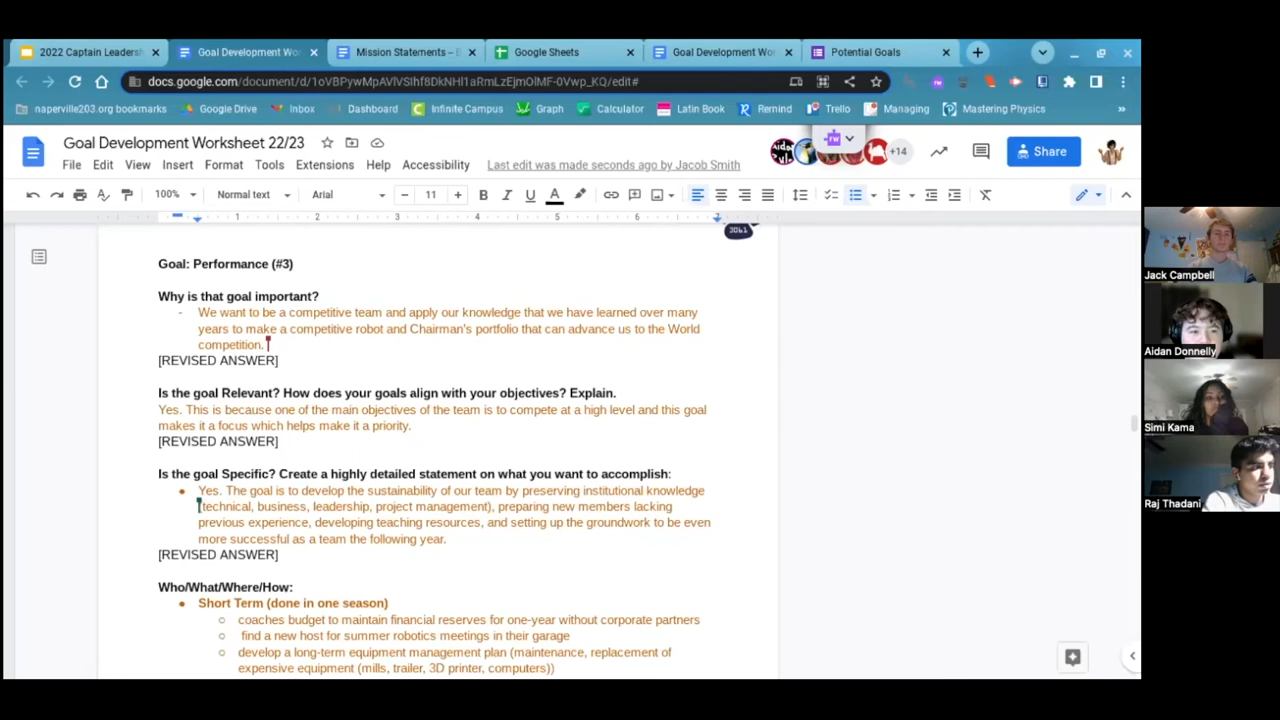 2022 Captain Leadersh
Goal Development Wo
Mission Statements –
Google Sheets
Goal Development Wo
Potential Goals
docs.google.com/document/d/1oVBPywMpAVlVSIhf8DkNHl1aRmLzEjmOlMF-0Vwp_KQ/edit#
naperville203.org bookmarks
Google Drive
Inbox
Dashboard
Infinite Campus
Graph
Calculator
Latin Book
Remind
Trello
Managing
Mastering Physics
»
Goal Development Worksheet 22/23
+14
Share
File Edit View Insert Format Tools Extensions Help Accessibility Last edit was made seconds ago by Jacob Smith
100% Normal text Arial 11 B I U A
1 2 3 4 5 6 7
3061
Goal: Performance (#3)
Why is that goal important?
- We want to be a competitive team and apply our knowledge that we have learned over many
years to make a competitive robot and Chairman's portfolio that can advance us to the World
competition.
[REVISED ANSWER]
Is the goal Relevant? How does your goals align with your objectives? Explain.
Yes. This is because one of the main objectives of the team is to compete at a high level and this goal
makes it a focus which helps make it a priority.
[REVISED ANSWER]
Is the goal Specific? Create a highly detailed statement on what you want to accomplish:
● Yes. The goal is to develop the sustainability of our team by preserving institutional knowledge
(technical, business, leadership, project management), preparing new members lacking
previous experience, developing teaching resources, and setting up the groundwork to be even
more successful as a team the following year.
[REVISED ANSWER]
Who/What/Where/How:
● Short Term (done in one season)
○ coaches budget to maintain financial reserves for one-year without corporate partners
○ find a new host for summer robotics meetings in their garage
○ develop a long-term equipment management plan (maintenance, replacement of
expensive equipment (mills, trailer, 3D printer, computers))
Jack Campbell
Aidan Donnelly
Simi Kama
Raj Thadani